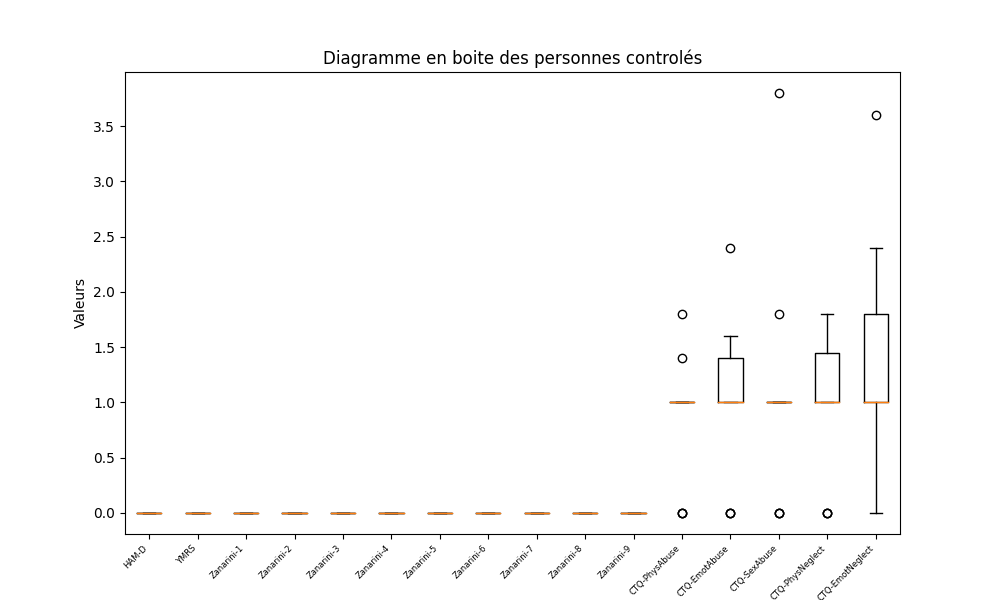 Diagramme en boite des personnes controlés
Valeurs
3.5
3.0
2.5
2.0
1.5
1.0
0.5
0.0
HAM-D
YMRS
Zanarini-1
Zanarini-2
Zanarini-3
Zanarini-4
Zanarini-5
Zanarini-6
Zanarini-7
Zanarini-8
Zanarini-9
CTQ-PhysAbuse
CTQ-EmotAbuse
CTQ-SexAbuse
CTQ-PhysNeglect
CTQ-EmotNeglect